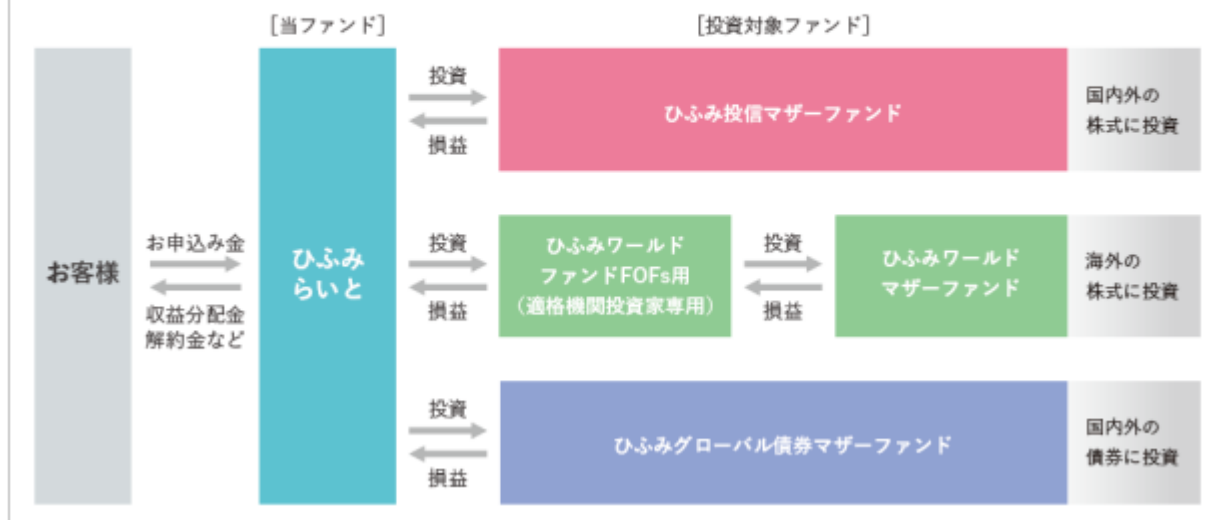 [当ファンド]
[投資対象ファンド]
お客様
お申込み金
収益分配金
解約金など
ひふみ
らいと
投資
損益
ひふみ投信マザーファンド
国内外の
株式に投資
投資
損益
ひふみワールド
ファンドFOFs用
(適格機関投資家専用)
投資
損益
ひふみワールド
マザーファンド
海外の
株式に投資
投資
損益
ひふみグローバル債券マザーファンド
国内外の
債券に投資